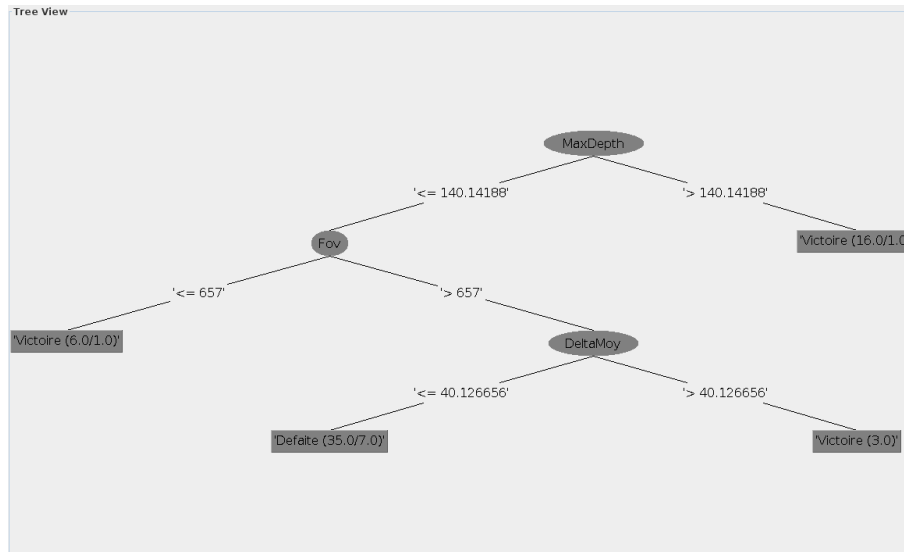 Tree View
MaxDepth
'<= 140.14188'
'> 140.14188'
Fov
'Victoire (16.0/1.0
'<= 657'
'> 657'
'Victoire (6.0/1.0)'
DeltaMoy
'<= 40.126656'
'> 40.126656'
'Defaite (35.0/7.0)'
'Victoire (3.0)'